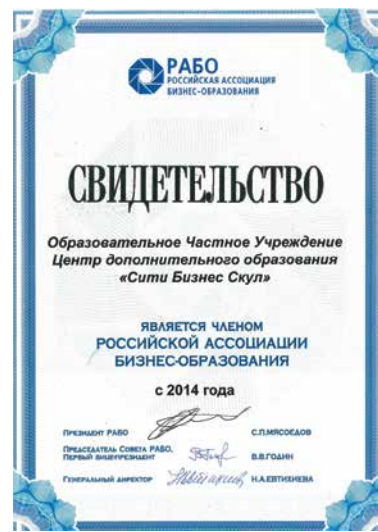 РАБО
РОССИЙСКАЯ АССОЦИАЦИЯ
БИЗНЕС-ОБРАЗОВАНИЯ
СВИДЕТЕЛЬСТВО
Образовательное Частное Учреждение
Центр дополнительного образования
«Сити Бизнес Скул»
ЯВЛЯЕТСЯ ЧЛЕНОМ
РОССИЙСКОЙ АССОЦИАЦИИ
БИЗНЕС-ОБРАЗОВАНИЯ
с 2014 года
ПРЕЗИДЕНТ РАБО С.П.МЯСОЕДОВ
ПРЕДСЕДАТЕЛЬ СОВЕТА РАБО,
ПЕРВЫЙ ВИЦЕПРЕЗИДЕНТ В.В.ГОДИН
ГЕНЕРАЛЬНЫЙ ДИРЕКТОР Н.А.ЕВТИХИЕВА